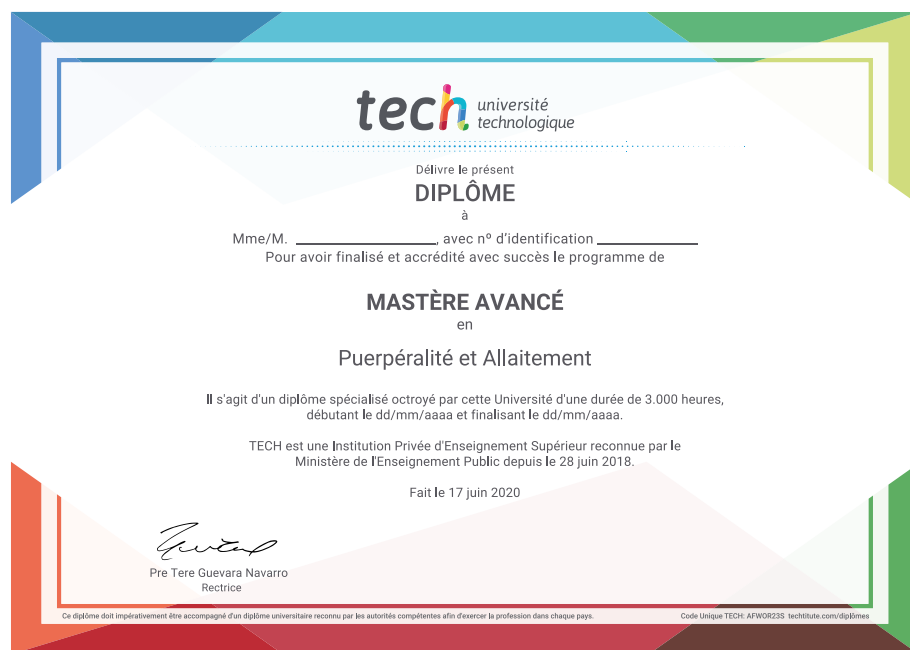 tech université
technologique
Délivre le présent
DIPLÔME
à
Mme/M. ____________________, avec nº d'identification ______________
Pour avoir finalisé et accrédité avec succès le programme de
MASTÈRE AVANCÉ
en
Puerpéralité et Allaitement
Il s'agit d'un diplôme spécialisé octroyé par cette Université d'une durée de 3.000 heures,
débutant le dd/mm/aaaa et finalisant le dd/mm/aaaa.
TECH est une Institution Privée d'Enseignement Supérieur reconnue par le
Ministère de l'Enseignement Public depuis le 28 juin 2018.
Fait le 17 juin 2020
Pre Tere Guevara Navarro
Rectrice
Ce diplôme doit impérativement être accompagné d'un diplôme universitaire reconnu par les autorités compétentes afin d'exercer la profession dans chaque pays.
Code Unique TECH: AFWOR23S techtitute.com/diplômes